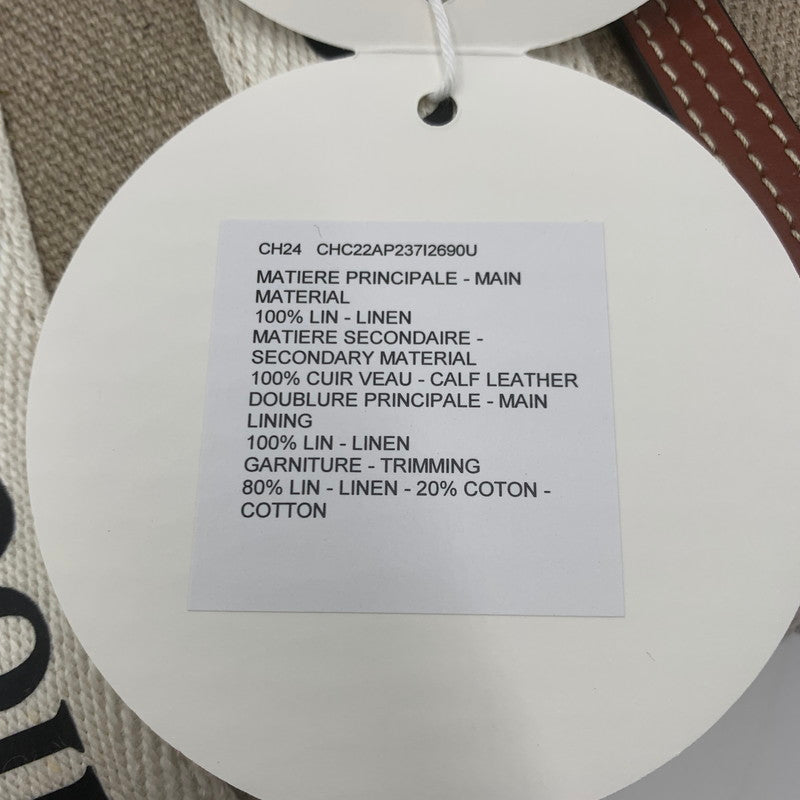 CH24 CHC22AP237I2690U
MATIERE PRINCIPALE - MAIN
MATERIAL
100% LIN - LINEN
MATIERE SECONDAIRE -
SECONDARY MATERIAL
100% CUIR VEAU - CALF LEATHER
DOUBLURE PRINCIPALE - MAIN
LINING
100% LIN - LINEN
GARNITURE - TRIMMING
80% LIN - LINEN - 20% COTON -
COTTON